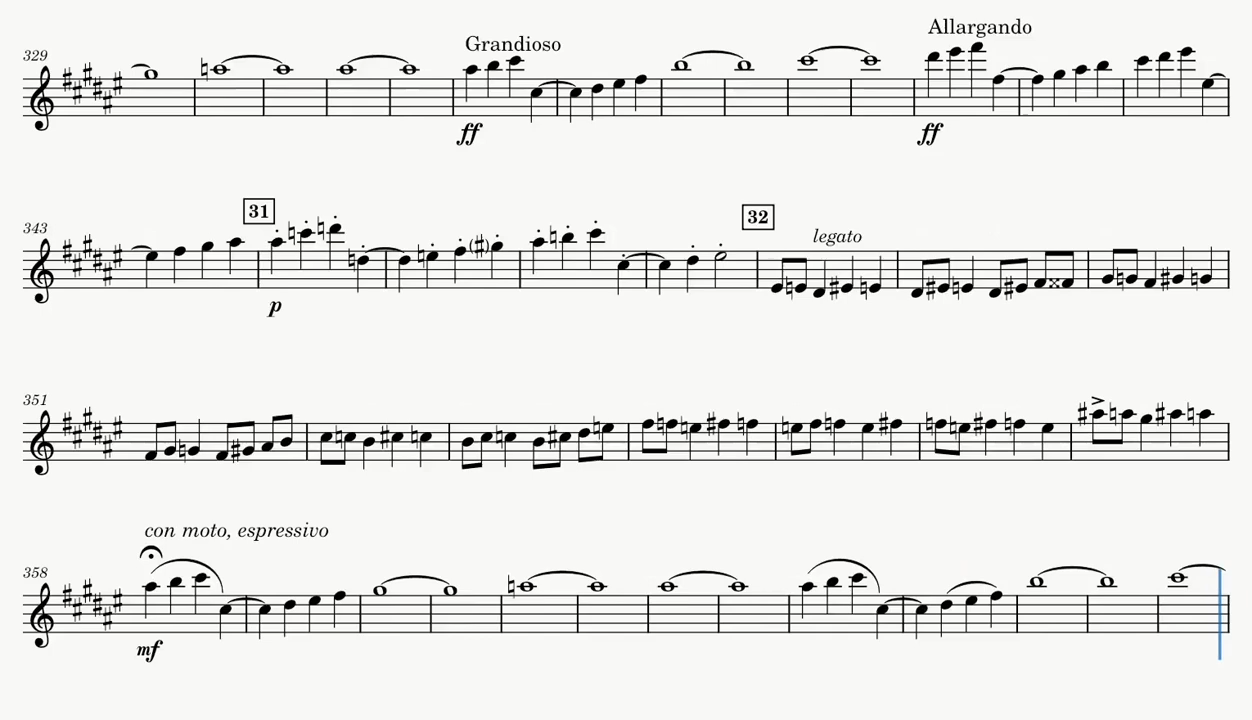 Grandioso
Allargando
329
ff
ff
343
31
32
legato
p
351
con moto, espressivo
358
mf